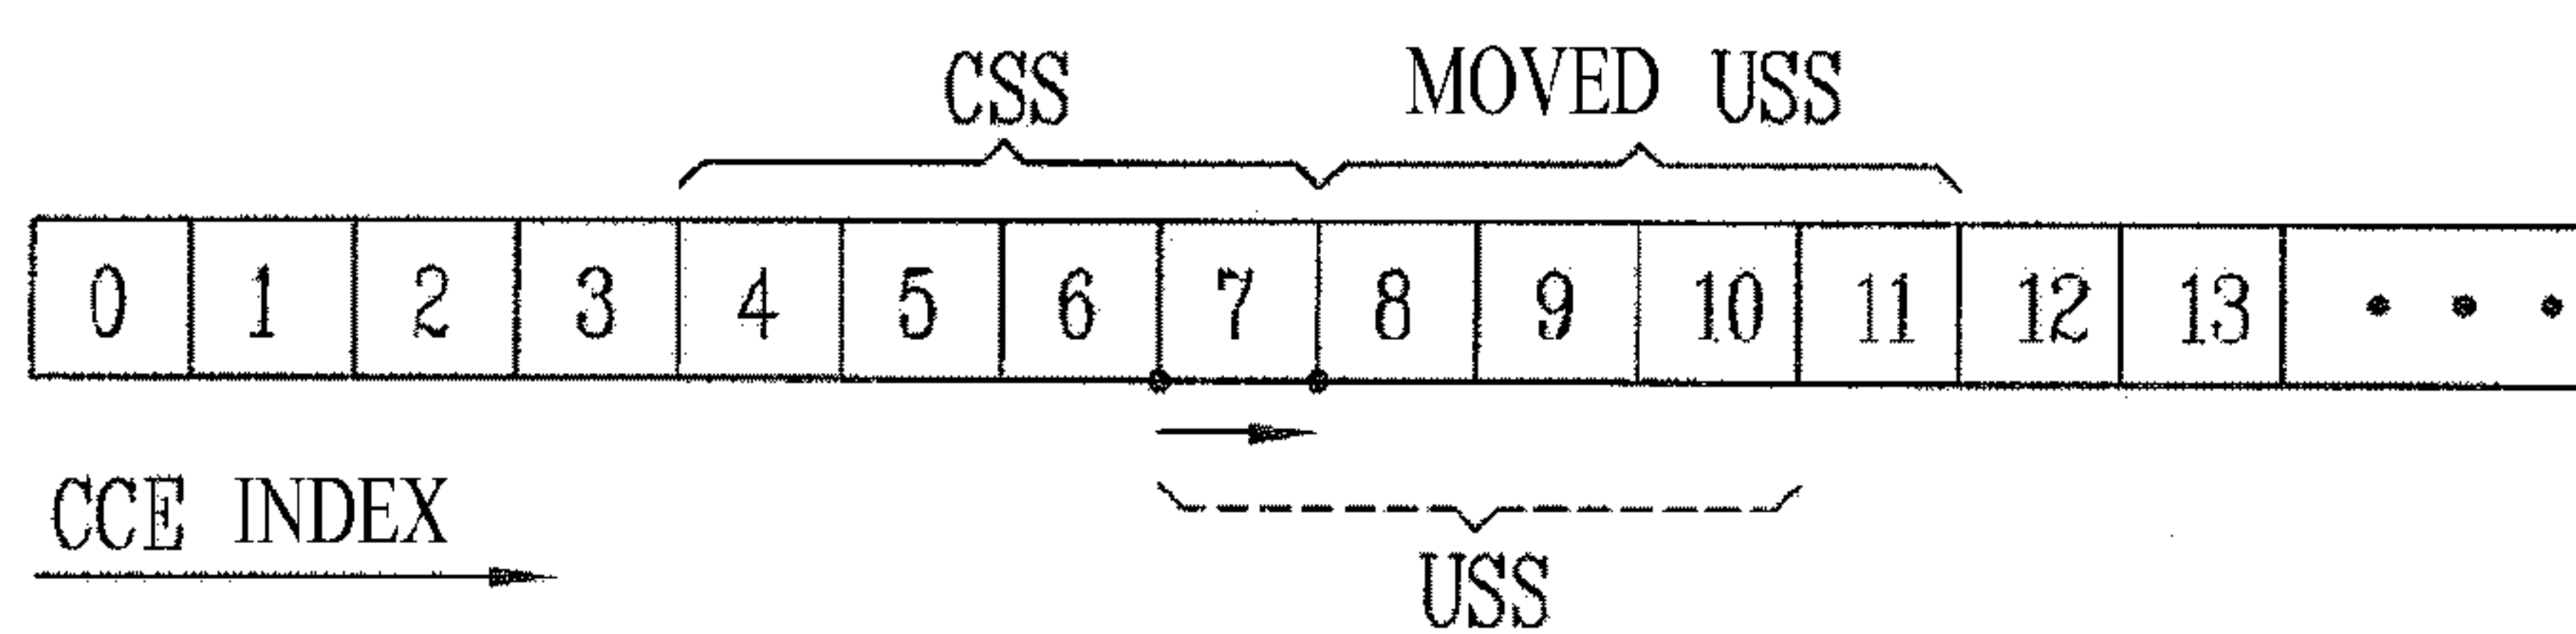 CSS MOVED USS
0 1 2 3 4 5 6 7 8 9 10 11 12 13 • • •
CCE INDEX
USS